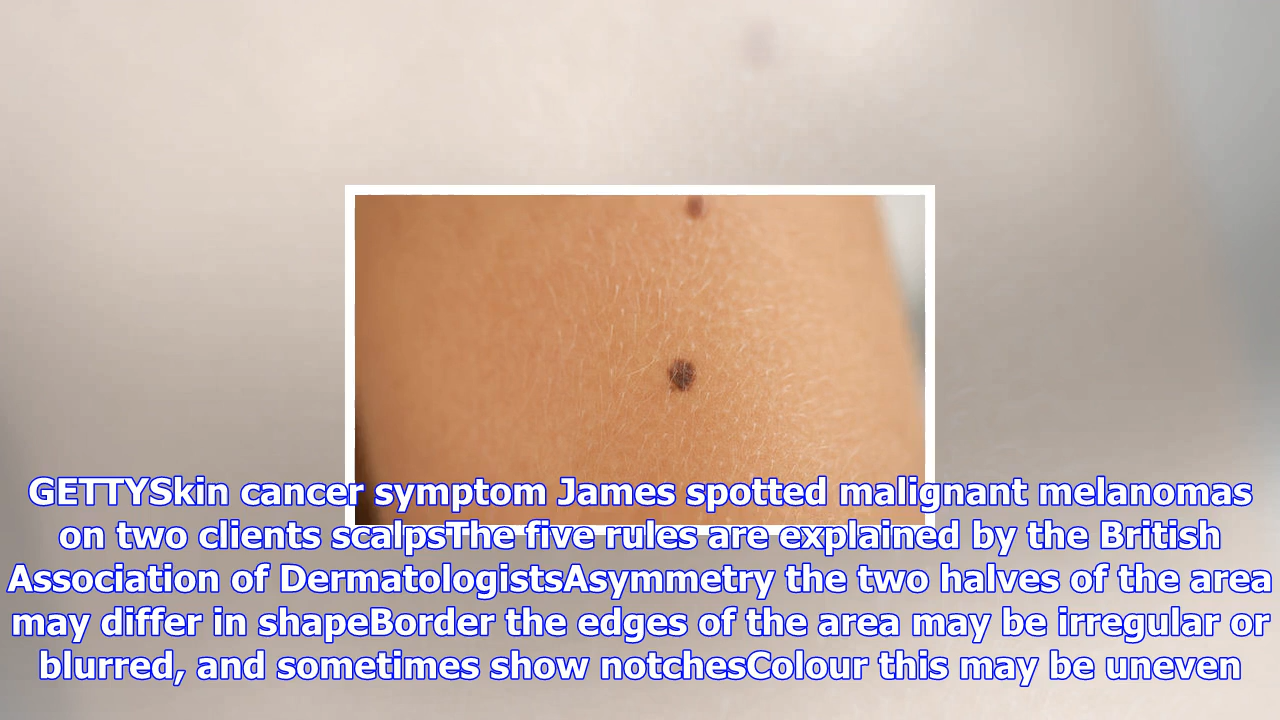 GETTYSkin cancer symptom James spotted malignant melanomas
on two clients scalpsThe five rules are explained by the British
Association of DermatologistsAsymmetry the two halves of the area
may differ in shapeBorder the edges of the area may be irregular or
blurred, and sometimes show notchesColour this may be uneven